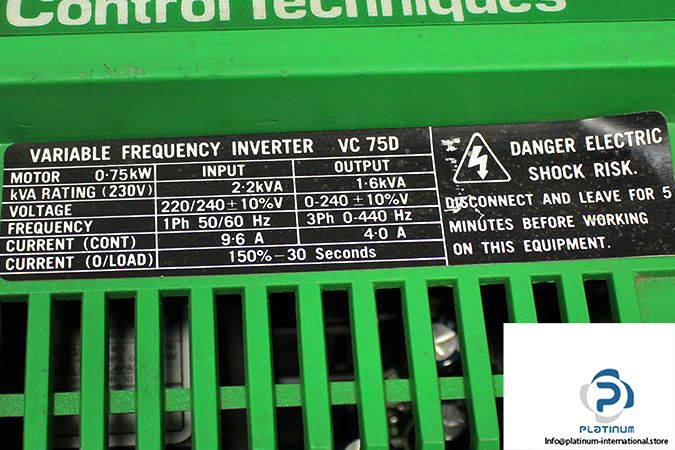 Control Techniques
VARIABLE FREQUENCY INVERTER VC 75D
MOTOR 0·75kW INPUT OUTPUT
kVA RATING (230V) 2·2kVA 1·6kVA
VOLTAGE 220/240 ± 10%V 0-240 ± 10%V
FREQUENCY 1Ph 50/60 Hz 3Ph 0-440 Hz
CURRENT (CONT) 9·6 A 4·0 A
CURRENT (O/LOAD) 150% - 30 Seconds
DANGER ELECTRIC
SHOCK RISK.
DISCONNECT AND LEAVE FOR 5
MINUTES BEFORE WORKING
ON THIS EQUIPMENT.
PLATINUM
Info@platinum-international.store